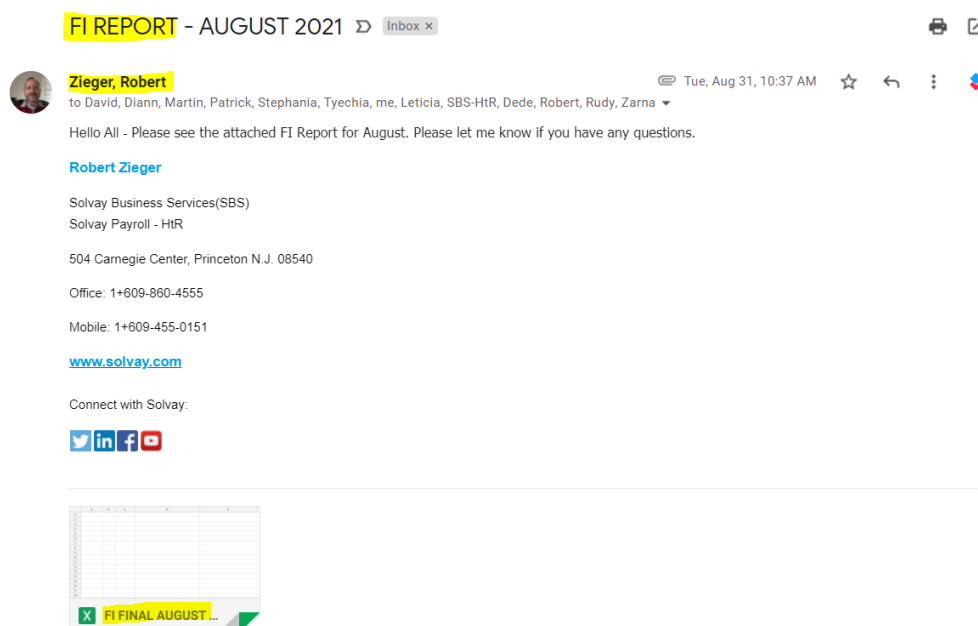 FI REPORT - AUGUST 2021 Inbox ×
Zieger, Robert Tue, Aug 31, 10:37 AM
to David, Diann, Martin, Patrick, Stephania, Tyechia, me, Leticia, SBS-HtR, Dede, Robert, Rudy, Zarna
Hello All - Please see the attached FI Report for August. Please let me know if you have any questions.
Robert Zieger
Solvay Business Services(SBS)
Solvay Payroll - HtR
504 Carnegie Center, Princeton N.J. 08540
Office: 1+609-860-4555
Mobile: 1+609-455-0151
www.solvay.com
Connect with Solvay:
in f
X FI FINAL AUGUST ...